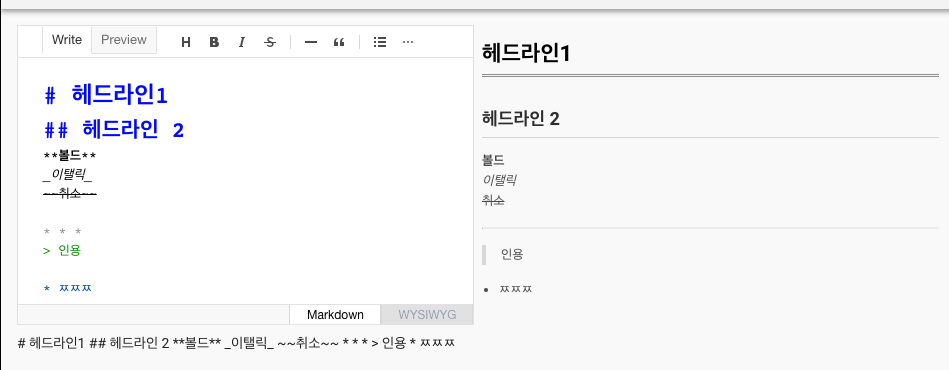 Write Preview H B I S — ❝ ···
# 헤드라인1
## 헤드라인 2
**볼드**
_이탤릭_
~~취소~~
* * *
> 인용
* ㅉㅉㅉ
Markdown WYSIWYG
헤드라인1
헤드라인 2
볼드
이탤릭
취소
인용
• ㅉㅉㅉ
# 헤드라인1 ## 헤드라인 2 **볼드** _이탤릭_ ~~취소~~ * * * > 인용 * ㅉㅉㅉ